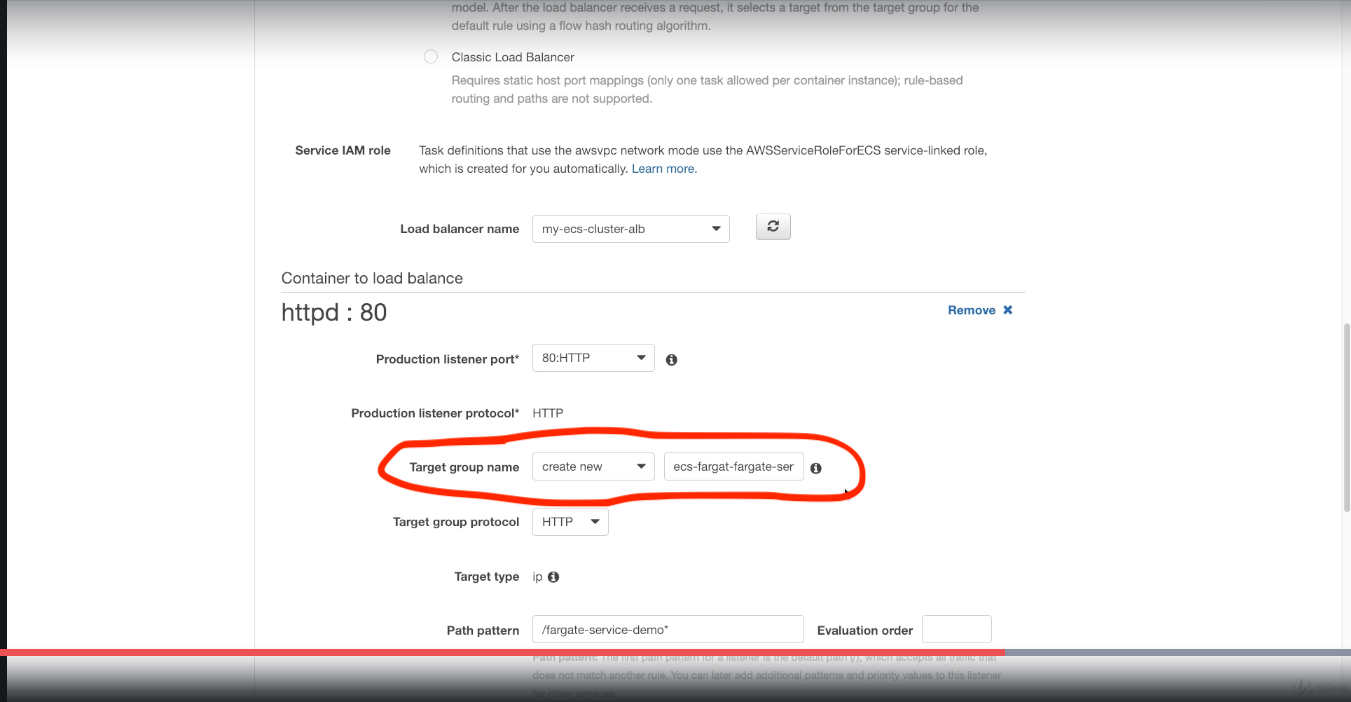 model. After the load balancer receives a request, it selects a target from the target group for the
default rule using a flow hash routing algorithm.
Classic Load Balancer
Requires static host port mappings (only one task allowed per container instance); rule-based
routing and paths are not supported.
Service IAM role
Task definitions that use the awsvpc network mode use the AWSServiceRoleForECS service-linked role,
which is created for you automatically. Learn more.
Load balancer name my-ecs-cluster-alb
Container to load balance
httpd : 80
Remove ✖
Production listener port* 80:HTTP
Production listener protocol* HTTP
Target group name create new ecs-fargat-fargate-ser
Target group protocol HTTP
Target type ip
Path pattern /fargate-service-demo* Evaluation order
Path pattern: The first path pattern for a listener is the default path (/), which accepts all traffic that
does not match another rule. You can later add additional patterns and priority values to this listener
for other services.